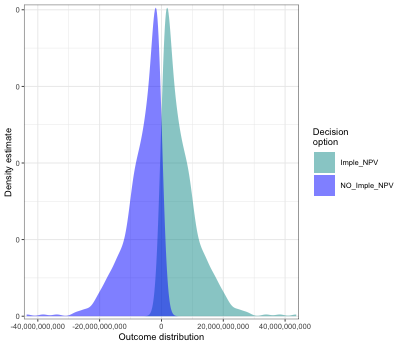 0
0
0
0
0
Density estimate
-40,000,000,000
-20,000,000,000
0
20,000,000,000
40,000,000,000
Outcome distribution
Decision
option
Imple_NPV
NO_Imple_NPV